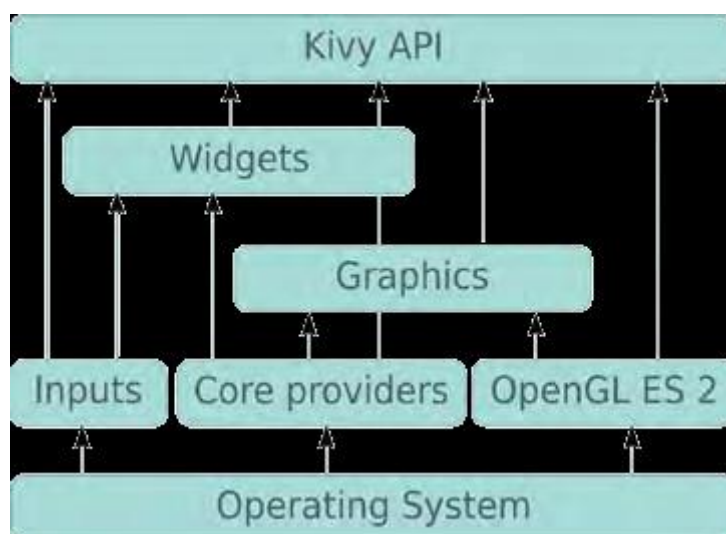 Kivy API
Widgets
Graphics
Inputs
Core providers
OpenGL ES 2
Operating System